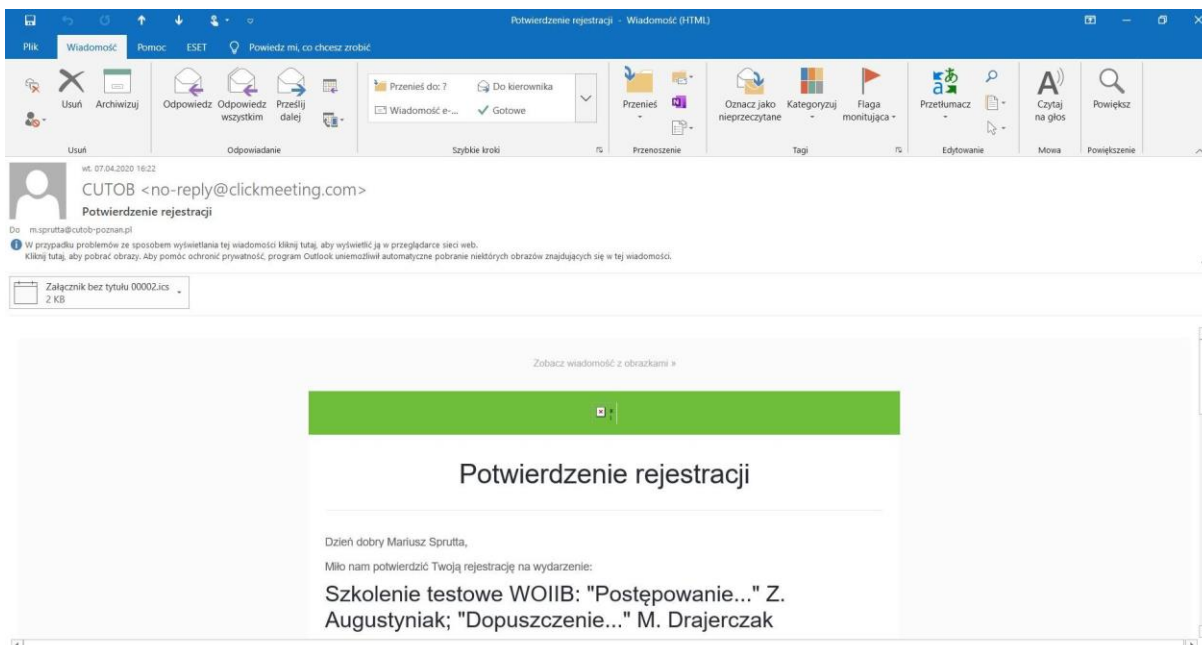 Potwierdzenie rejestracji - Wiadomość (HTML)
Plik Wiadomość Pomoc ESET Powiedz mi, co chcesz zrobić
Usuń Archiwizuj Odpowiedz Odpowiedz wszystkim Prześlij dalej
Przenieś do: ? Do kierownika
Wiadomość e-... Gotowe
Przenieś Oznacz jako nieprzeczytane Kategoryzuj Flaga monitująca Przetłumacz Czytaj na głos Powiększ
Usuń Odpowiadanie Szybkie kroki Przenoszenie Tagi Edytowanie Mowa Powiększenie
wt. 07.04.2020 16:22
CUTOB <no-reply@clickmeeting.com>
Potwierdzenie rejestracji
Do m.sprutta@cutob-poznan.pl
W przypadku problemów ze sposobem wyświetlania tej wiadomości kliknij tutaj, aby wyświetlić ją w przeglądarce sieci web.
Kliknij tutaj, aby pobrać obrazy. Aby pomóc ochronić prywatność, program Outlook uniemożliwił automatyczne pobranie niektórych obrazów znajdujących się w tej wiadomości.
Załącznik bez tytułu 00002.ics
2 KB
Zobacz wiadomość z obrazkami »
Potwierdzenie rejestracji
Dzień dobry Mariusz Sprutta,
Miło nam potwierdzić Twoją rejestrację na wydarzenie:
Szkolenie testowe WOIIB: "Postępowanie..." Z.
Augustyniak; "Dopuszczenie..." M. Drajerczak